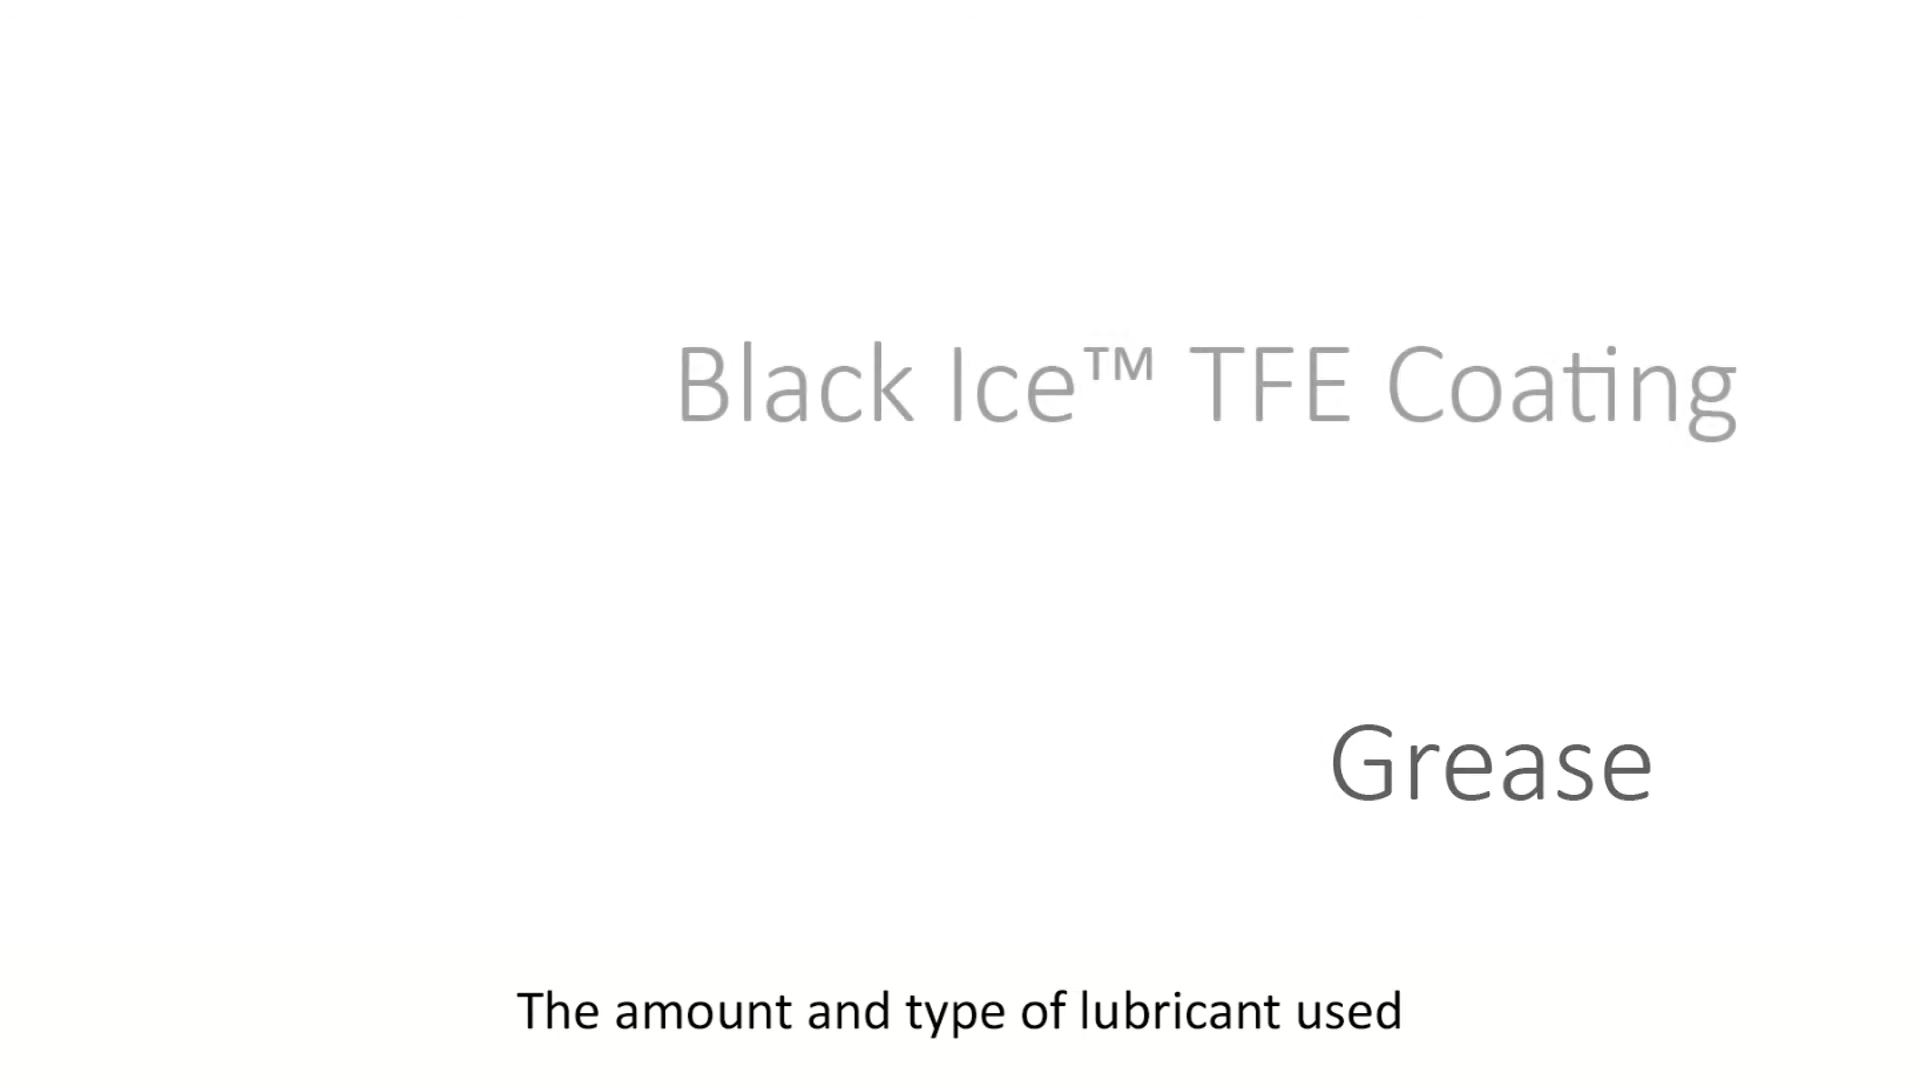 Black Ice™ TFE Coating
Grease
The amount and type of lubricant used